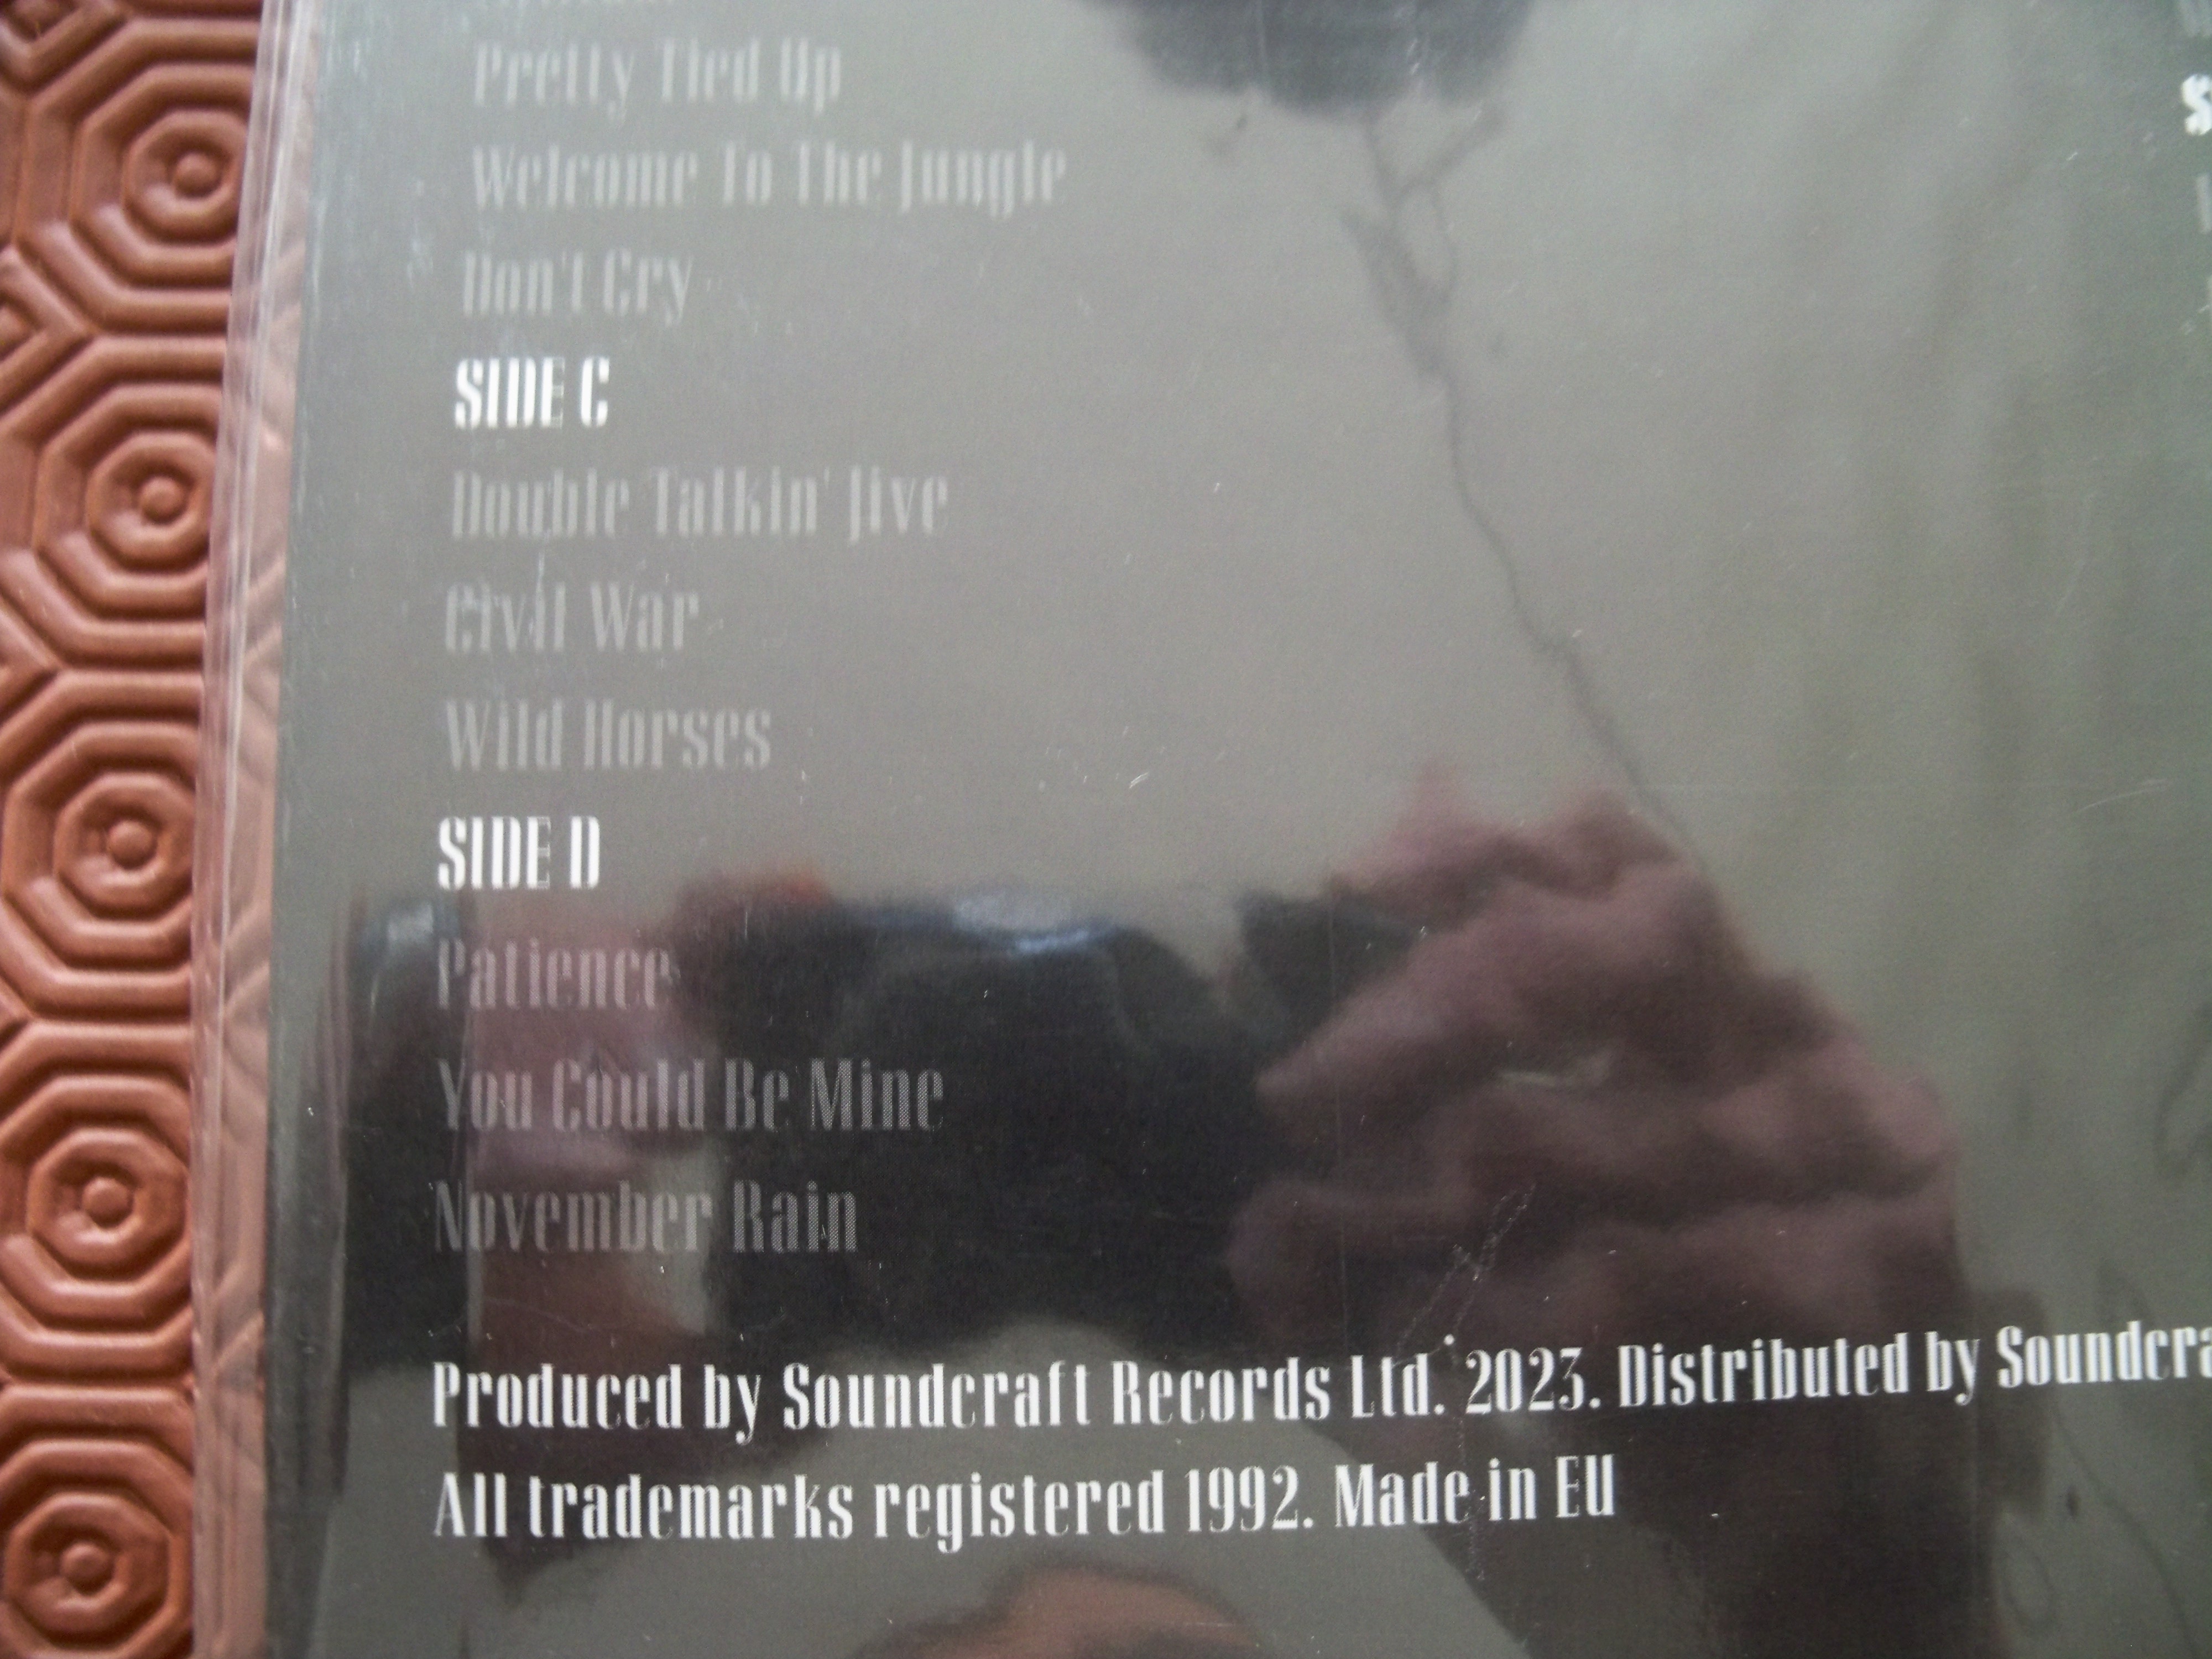 Pretty Tied Up
Welcome To The Jungle
Don't Cry
SIDE C
Double Talkin' Jive
Civil War
Wild Horses
SIDE D
Patience
You Could Be Mine
November Rain
Produced by Soundcraft Records Ltd. 2023. Distributed by
All trademarks registered 1992. Made in EU